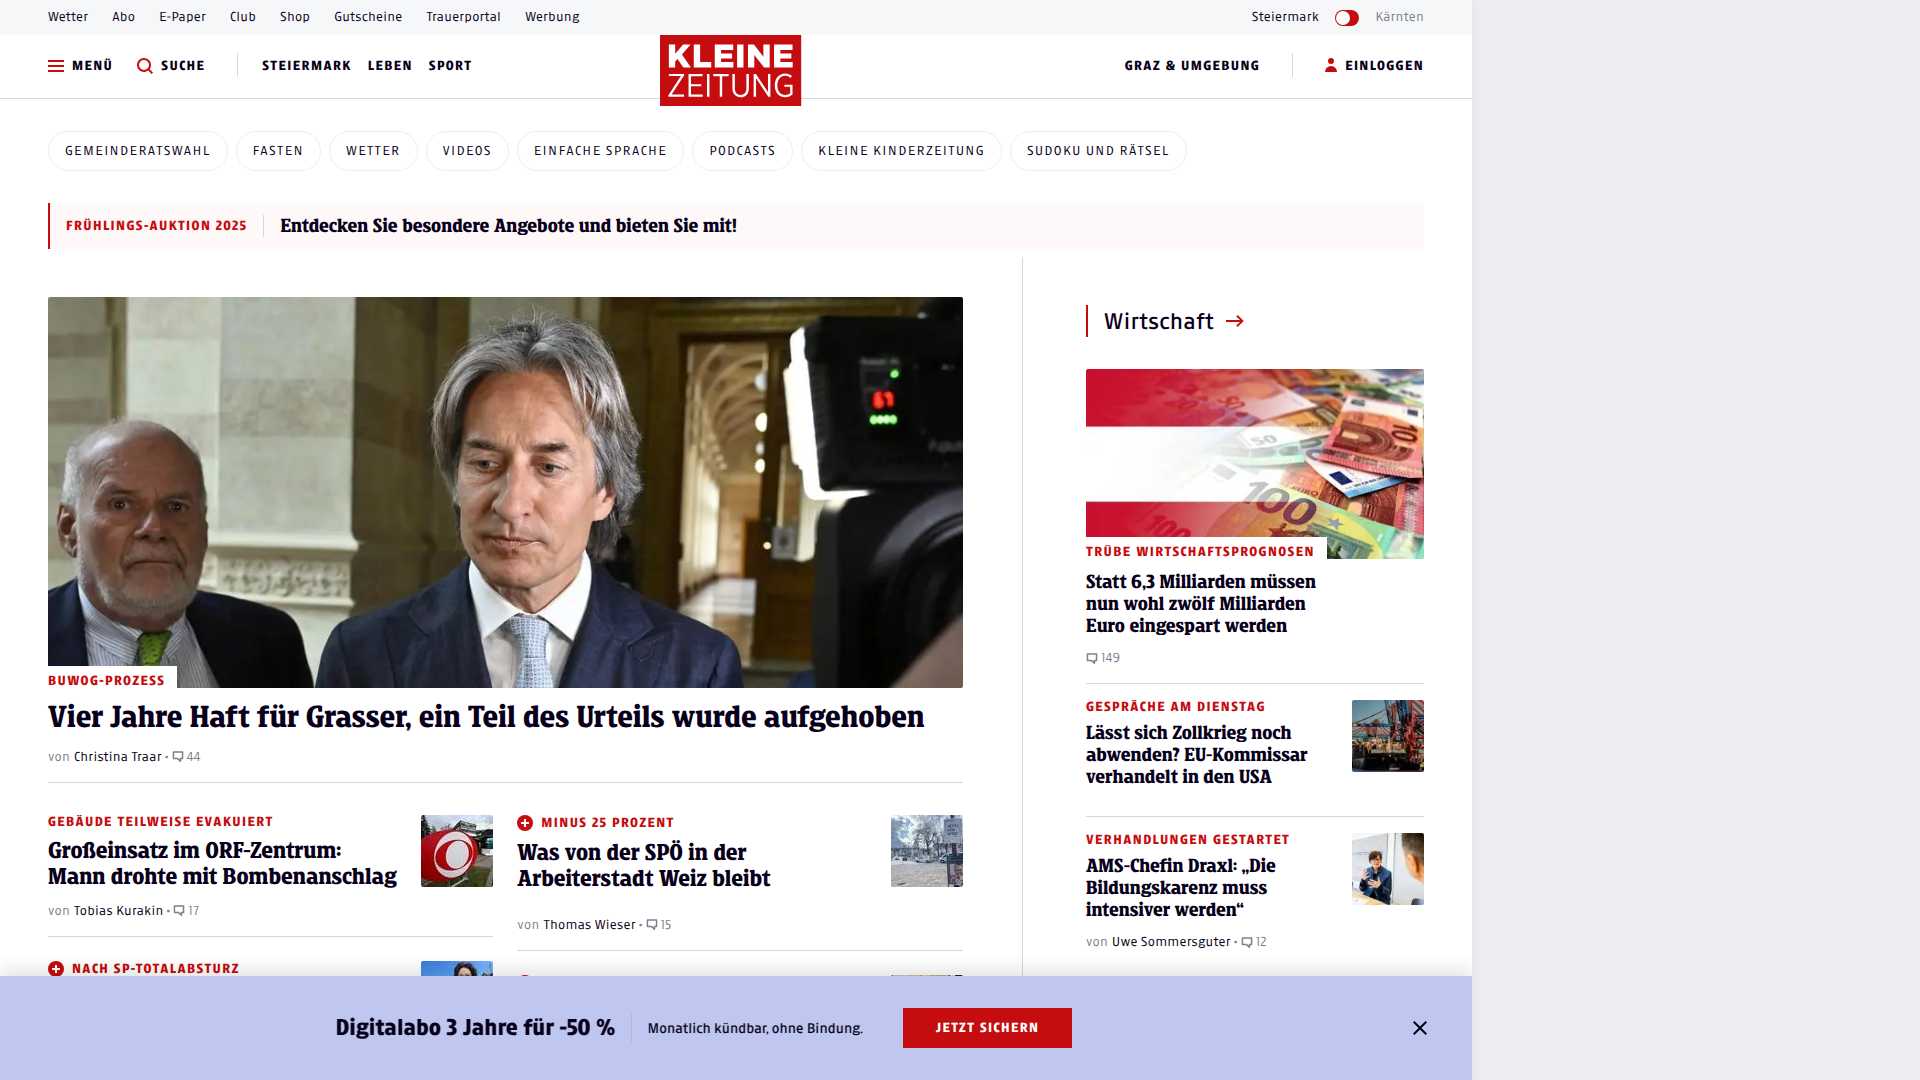 Wetter Abo E-Paper Club Shop Gutscheine Trauerportal Werbung Steiermark Kärnten
MENÜ SUCHE STEIERMARK LEBEN SPORT KLEINE ZEITUNG GRAZ & UMGEBUNG EINLOGGEN
GEMEINDERATSWAHL FASTEN WETTER VIDEOS EINFACHE SPRACHE PODCASTS KLEINE KINDERZEITUNG SUDOKU UND RÄTSEL
FRÜHLINGS-AUKTION 2025 Entdecken Sie besondere Angebote und bieten Sie mit!
BUWOG-PROZESS
Vier Jahre Haft für Grasser, ein Teil des Urteils wurde aufgehoben
von Christina Traar • 44
GEBÄUDE TEILWEISE EVAKUIERT
Großeinsatz im ORF-Zentrum:
Mann drohte mit Bombenanschlag
von Tobias Kurakin • 17
NACH SP-TOTALABSTURZ
MINUS 25 PROZENT
Was von der SPÖ in der
Arbeiterstadt Weiz bleibt
von Thomas Wieser • 15
Wirtschaft
TRÜBE WIRTSCHAFTSPROGNOSEN
Statt 6,3 Milliarden müssen
nun wohl zwölf Milliarden
Euro eingespart werden
149
GESPRÄCHE AM DIENSTAG
Lässt sich Zollkrieg noch
abwenden? EU-Kommissar
verhandelt in den USA
VERHANDLUNGEN GESTARTET
AMS-Chefin Draxl: „Die
Bildungskarenz muss
intensiver werden“
von Uwe Sommersguter • 12
Digitalabo 3 Jahre für -50 % Monatlich kündbar, ohne Bindung. JETZT SICHERN